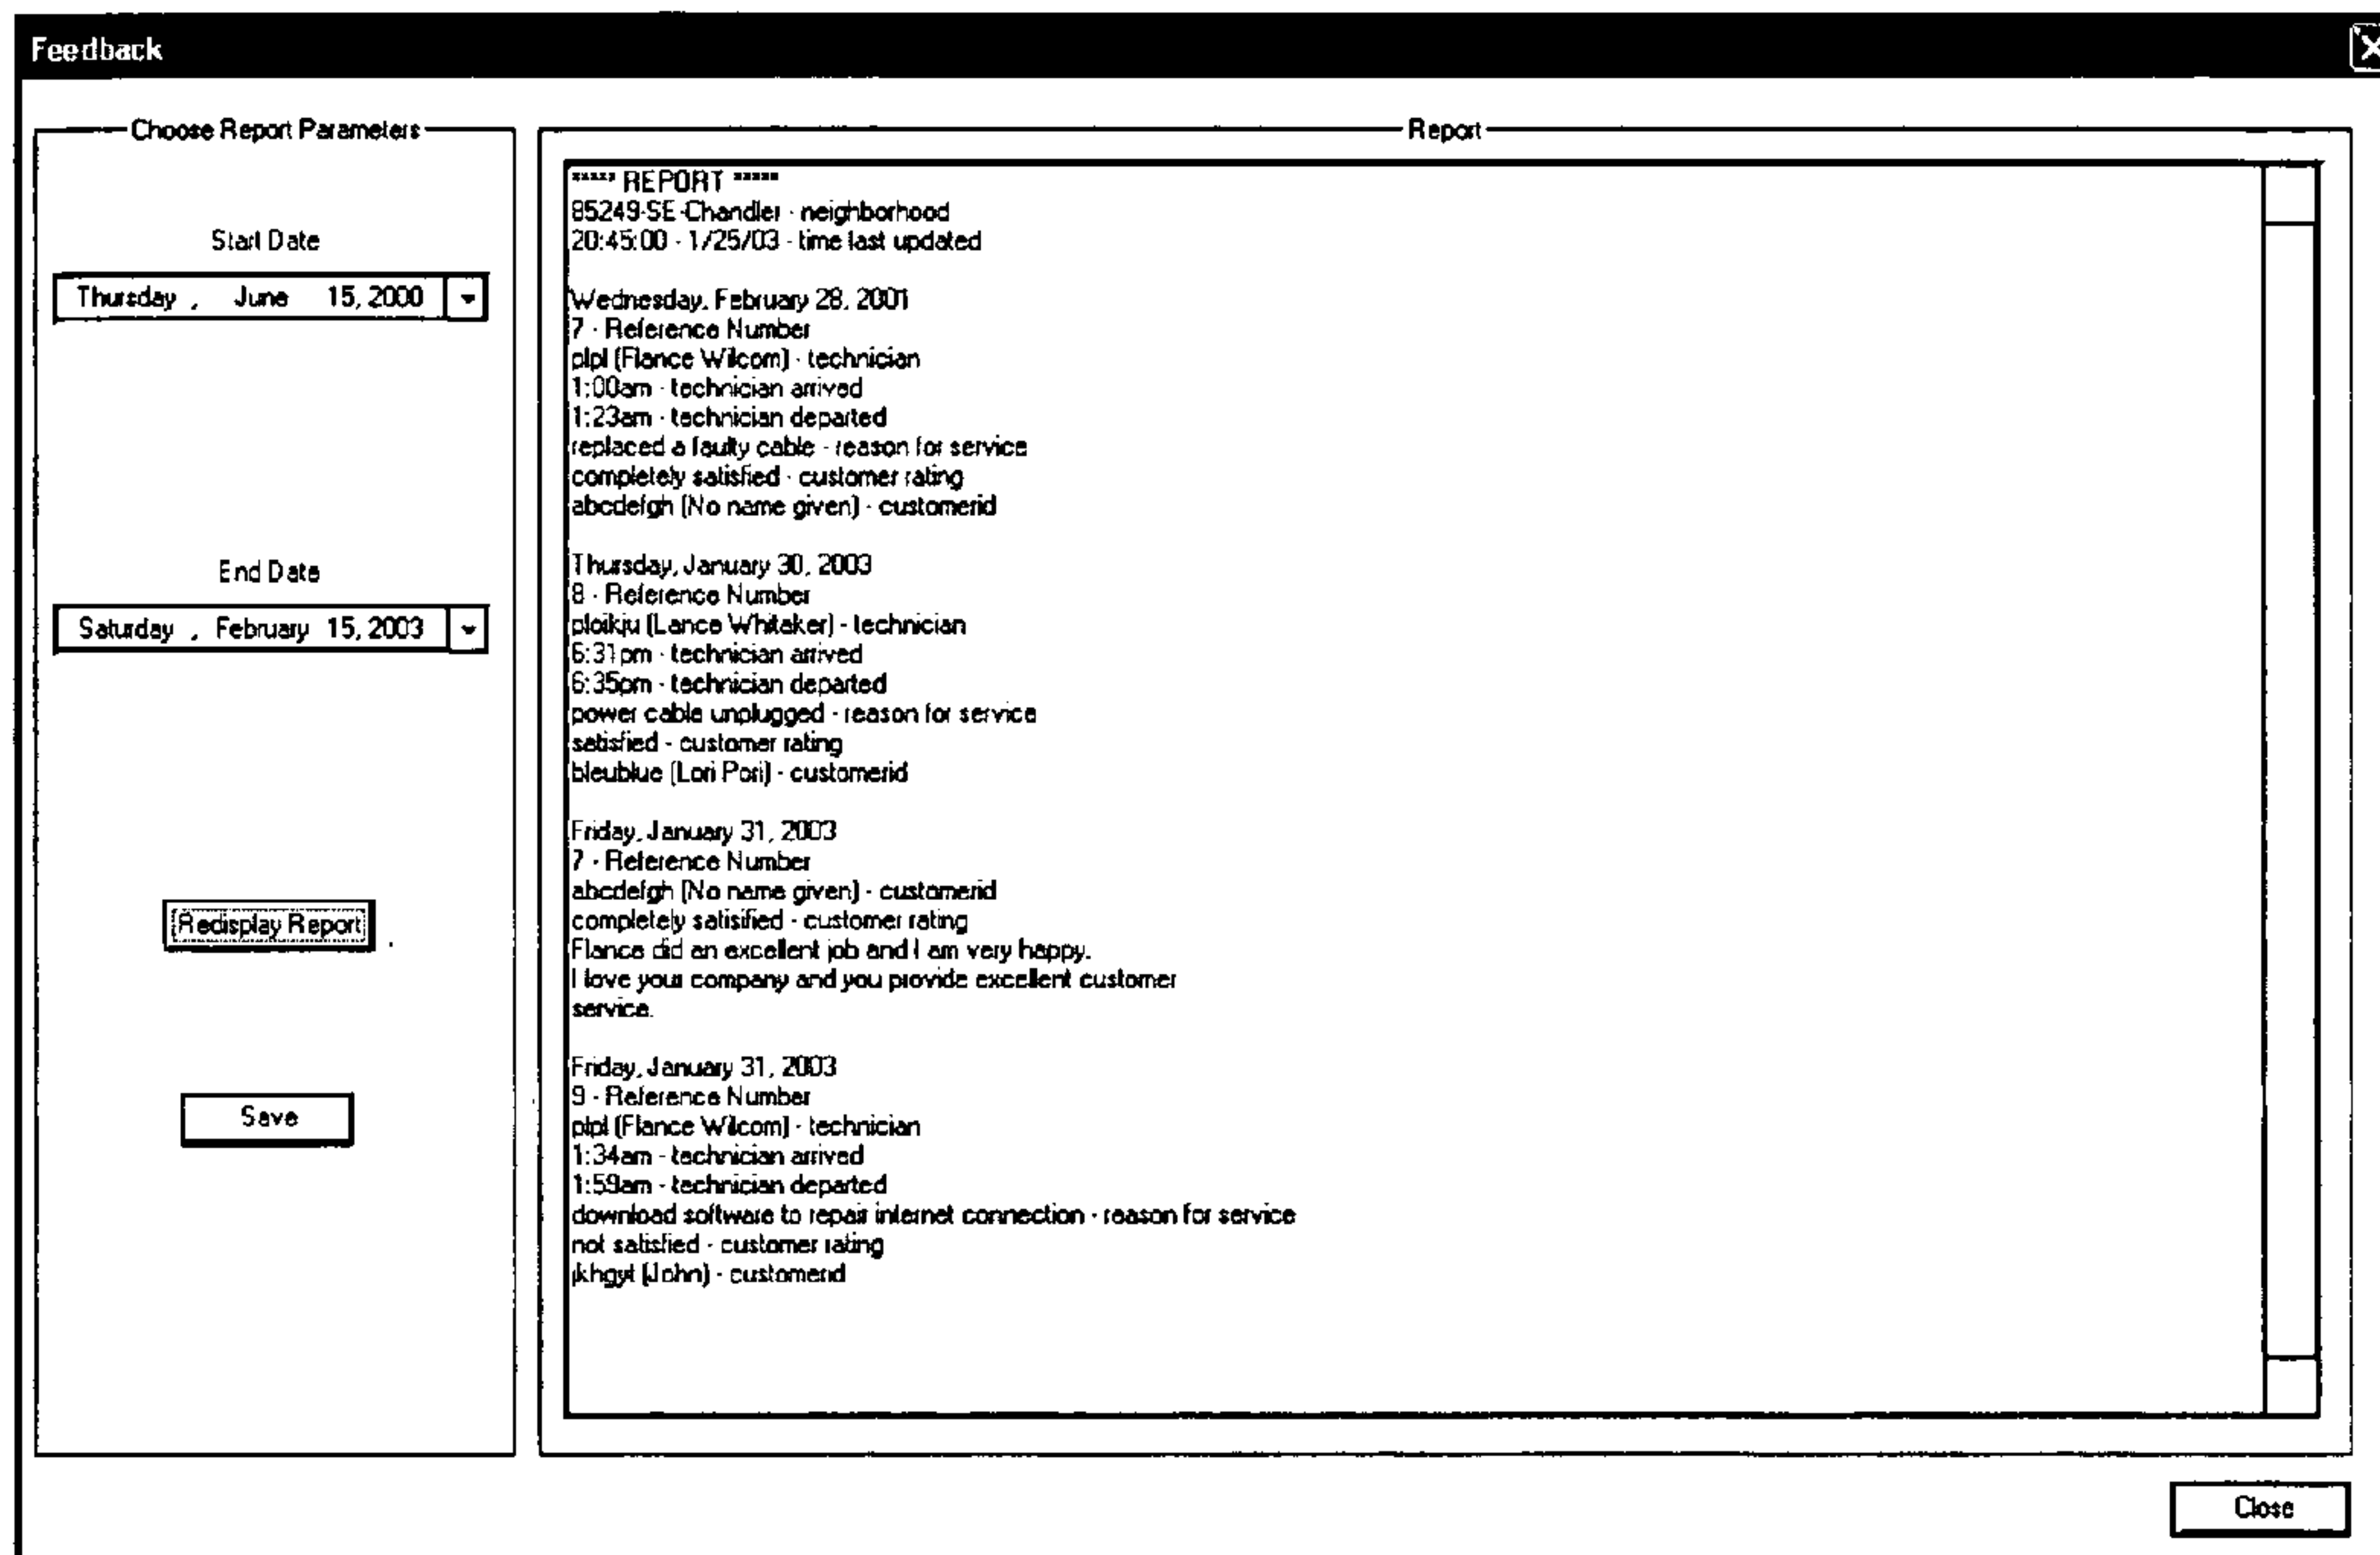 Feedback
Choose Report Parameters
Start Date
Thursday , June 15, 2000
End Date
Saturday , February 15, 2003
Redisplay Report
Save
Report
***** REPORT *****
85249-SE-Chandler - neighborhood
20:45:00 - 1/25/03 - time last updated
Wednesday, February 28, 2001
7 - Reference Number
plpl (Flance Wilcom) - technician
1:00am - technician arrived
1:23am - technician departed
replaced a faulty cable - reason for service
completely satisfied - customer rating
abcdefgh (No name given) - customerid
Thursday, January 30, 2003
8 - Reference Number
ploikju (Lance Whitaker) - technician
6:31pm - technician arrived
6:35pm - technician departed
power cable unplugged - reason for service
satisfied - customer rating
bleublue (Lori Pori) - customerid
Friday, January 31, 2003
7 - Reference Number
abcdefgh (No name given) - customerid
completely satisified - customer rating
Flance did an excellent job and I am very happy.
I love your company and you provide excellent customer
service.
Friday, January 31, 2003
9 - Reference Number
plpl (Flance Wilcom) - technician
1:34am - technician arrived
1:59am - technician departed
download software to repair internet connection - reason for service
not satisfied - customer rating
jkhgyt (John) - customerid
Close